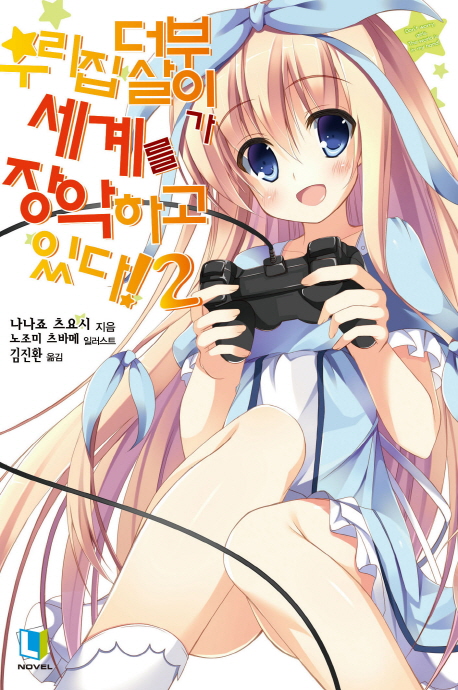 우리집 더부살이가
세계를
장악하고
있다! 2
나나죠 츠요시 지음
노조미 츠바메 일러스트
김진환 옮김
L
NOVEL